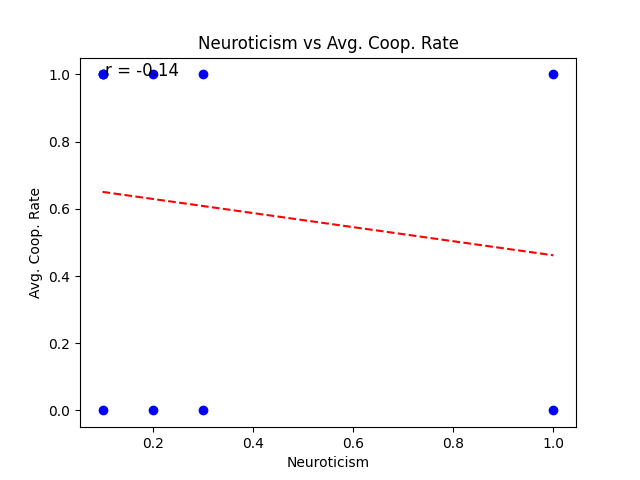 Neuroticism vs Avg. Coop. Rate
r = -0.14
1.0
0.8
0.6
0.4
0.2
0.0
Avg. Coop. Rate
0.2 0.4 0.6 0.8 1.0
Neuroticism